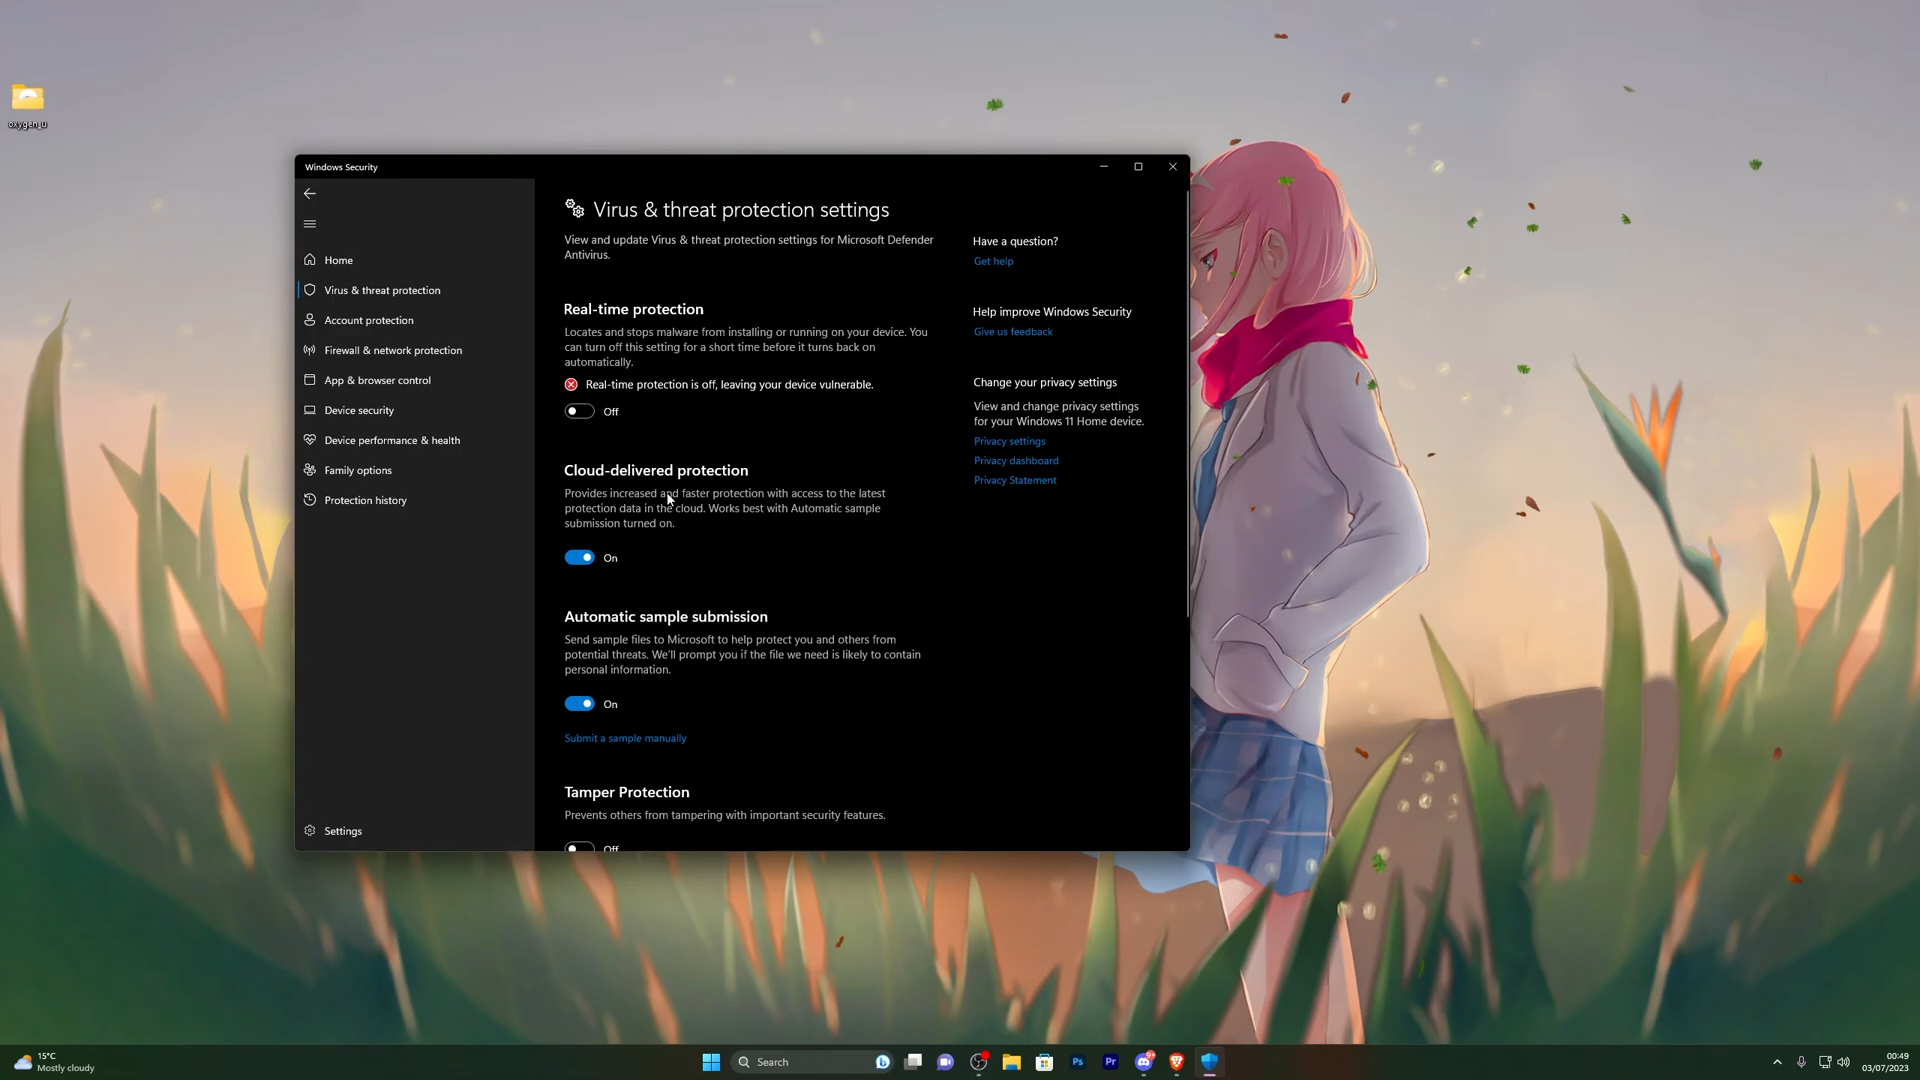 oxygen_u
Windows Security
Home
Virus & threat protection
Account protection
Firewall & network protection
App & browser control
Device security
Device performance & health
Family options
Protection history
Settings
Virus & threat protection settings
View and update Virus & threat protection settings for Microsoft Defender
Antivirus.
Real-time protection
Locates and stops malware from installing or running on your device. You
can turn off this setting for a short time before it turns back on
automatically.
Real-time protection is off, leaving your device vulnerable.
Off
Cloud-delivered protection
Provides increased and faster protection with access to the latest
protection data in the cloud. Works best with Automatic sample
submission turned on.
On
Automatic sample submission
Send sample files to Microsoft to help protect you and others from
potential threats. We'll prompt you if the file we need is likely to contain
personal information.
On
Submit a sample manually
Tamper Protection
Prevents others from tampering with important security features.
Off
Have a question?
Get help
Help improve Windows Security
Give us feedback
Change your privacy settings
View and change privacy settings
for your Windows 11 Home device.
Privacy settings
Privacy dashboard
Privacy Statement
15°C
Mostly cloudy
Search
Ps
Pr
9+
00:49
03/07/2023